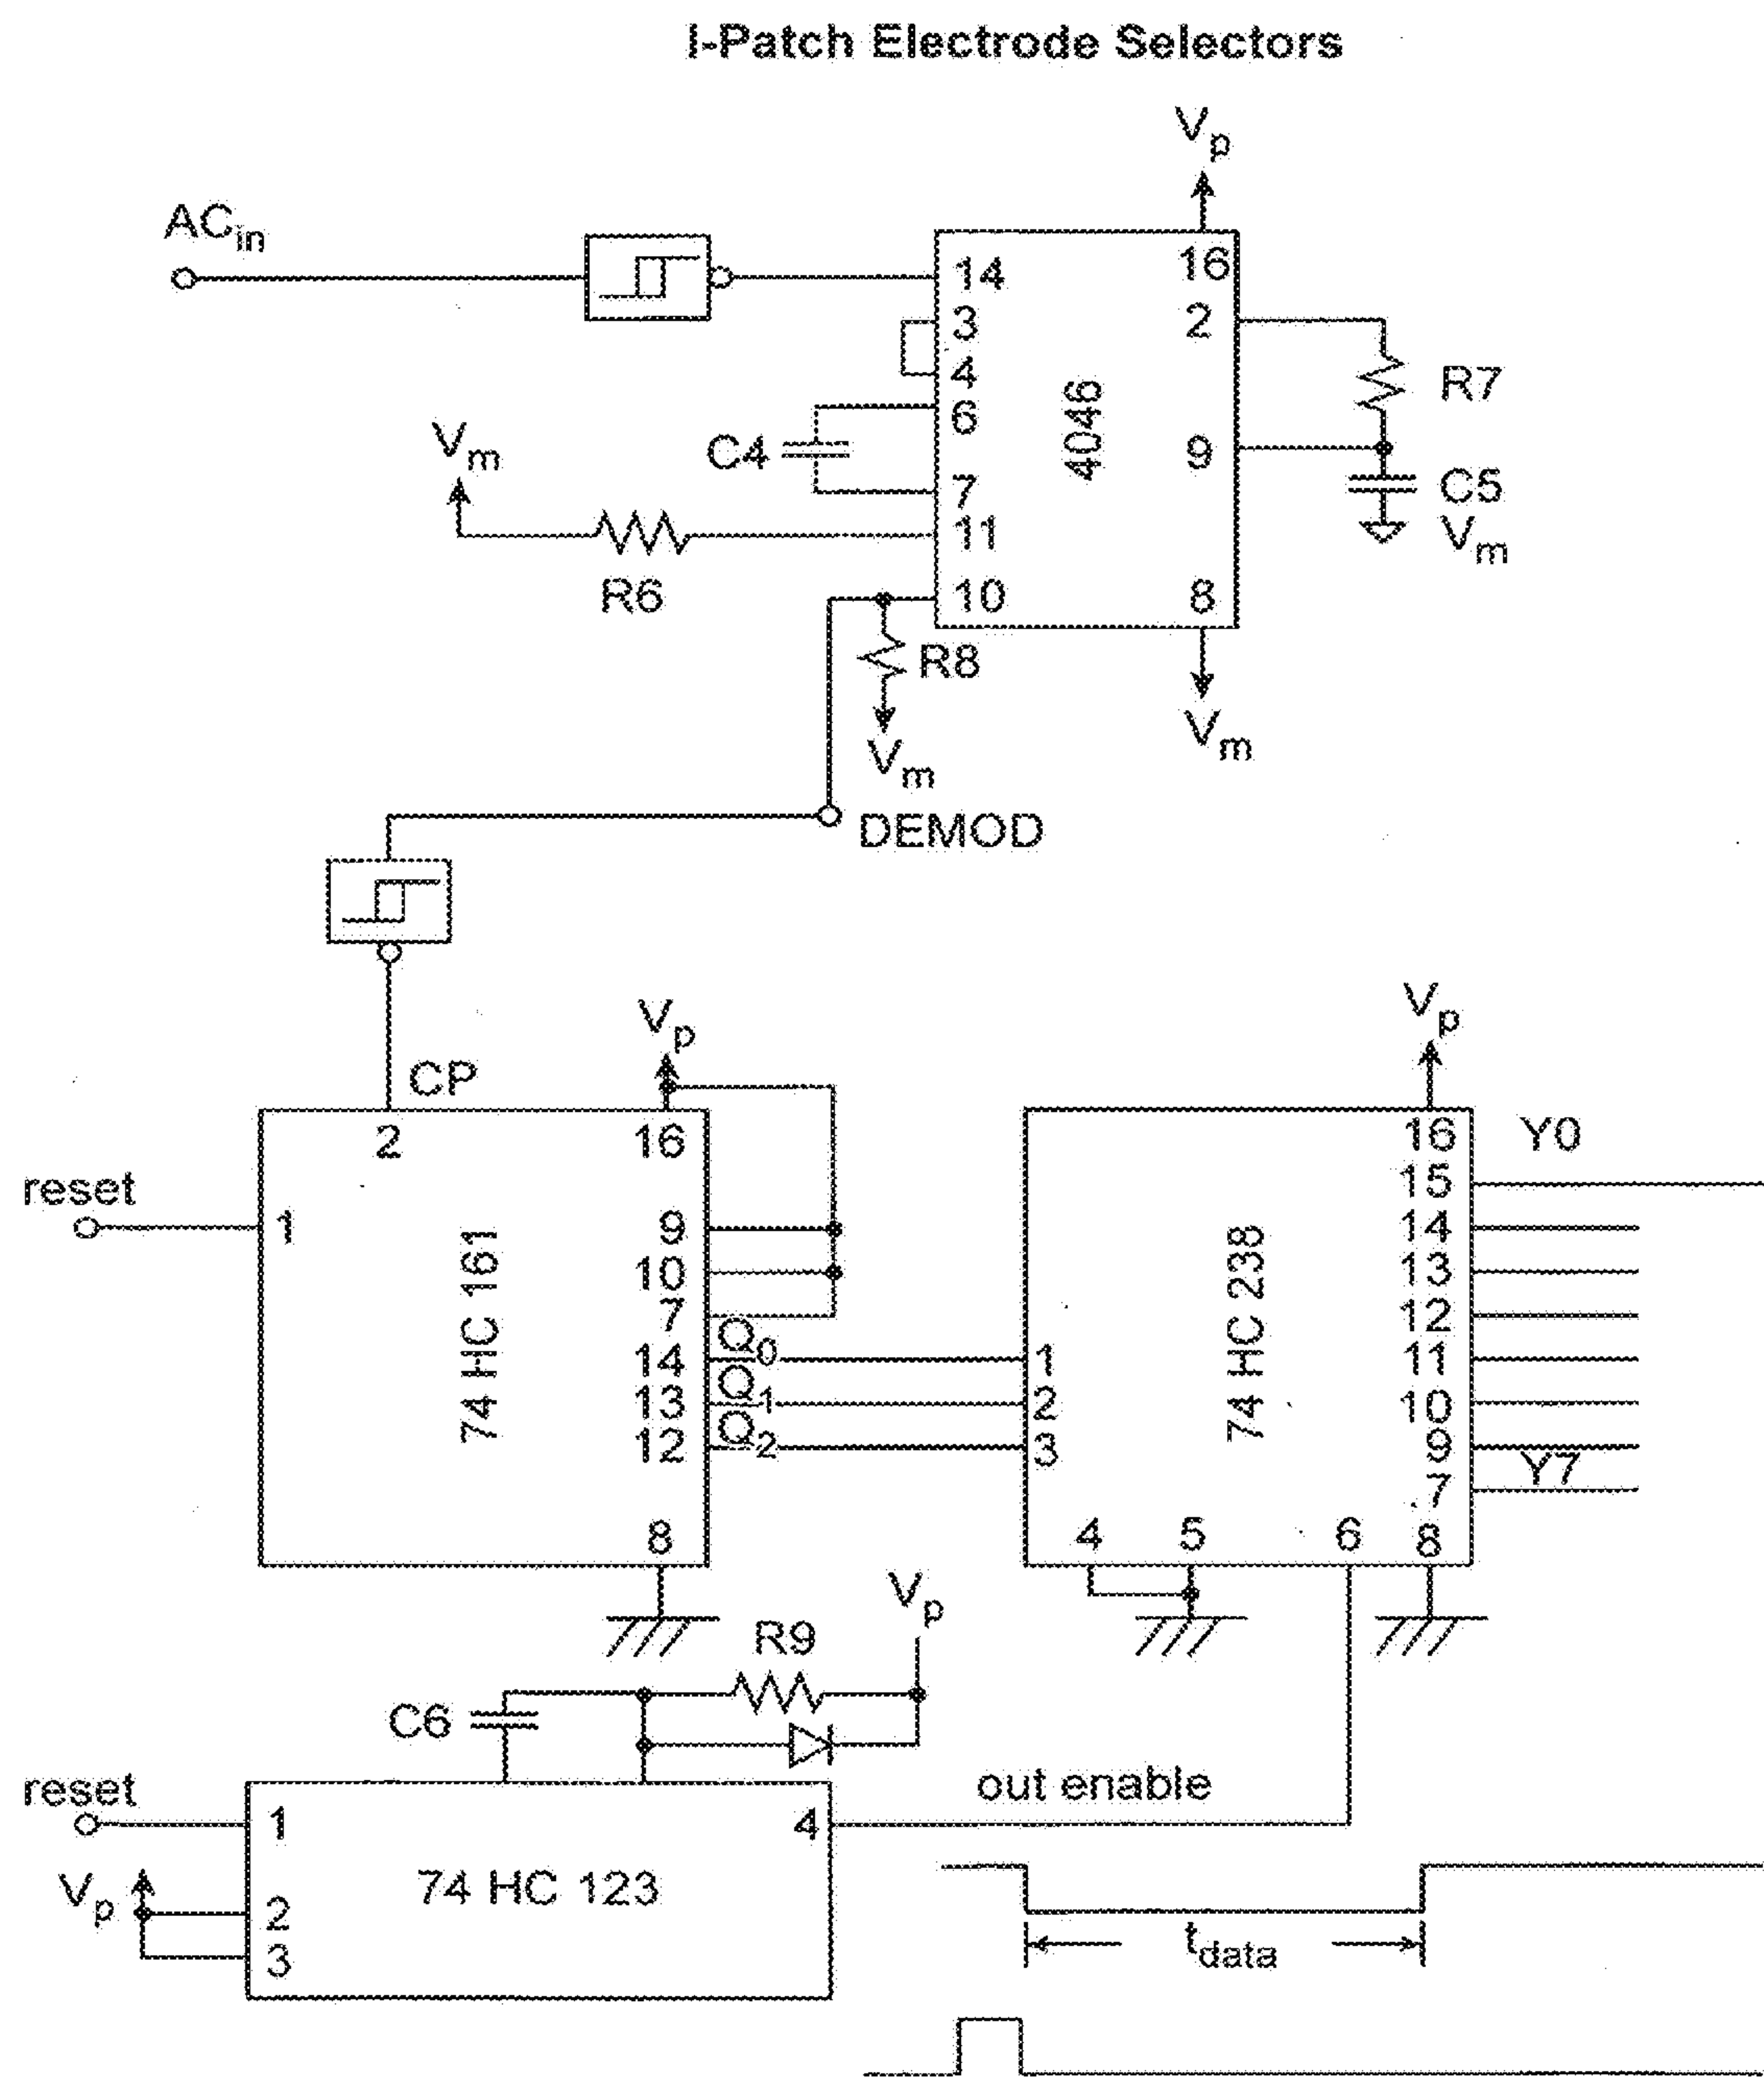 I-Patch Electrode Selectors
Vp
ACin
14
16
3
2
4
R7
6
C4
4046
9
Vm
7
C5
11
Vm
R6
10
8
R8
Vm
Vm
DEMOD
CP
Vp
Vp
2
16
16
Y0
reset
15
1
9
14
74 HC 161
10
74 HC 238
13
7
12
Q0
14
1
11
Q1
13
2
10
Q2
12
3
9
Y7
7
8
4
5
6
8
Vp
R9
C6
reset
out enable
1
4
Vp
74 HC 123
2
3
tdata